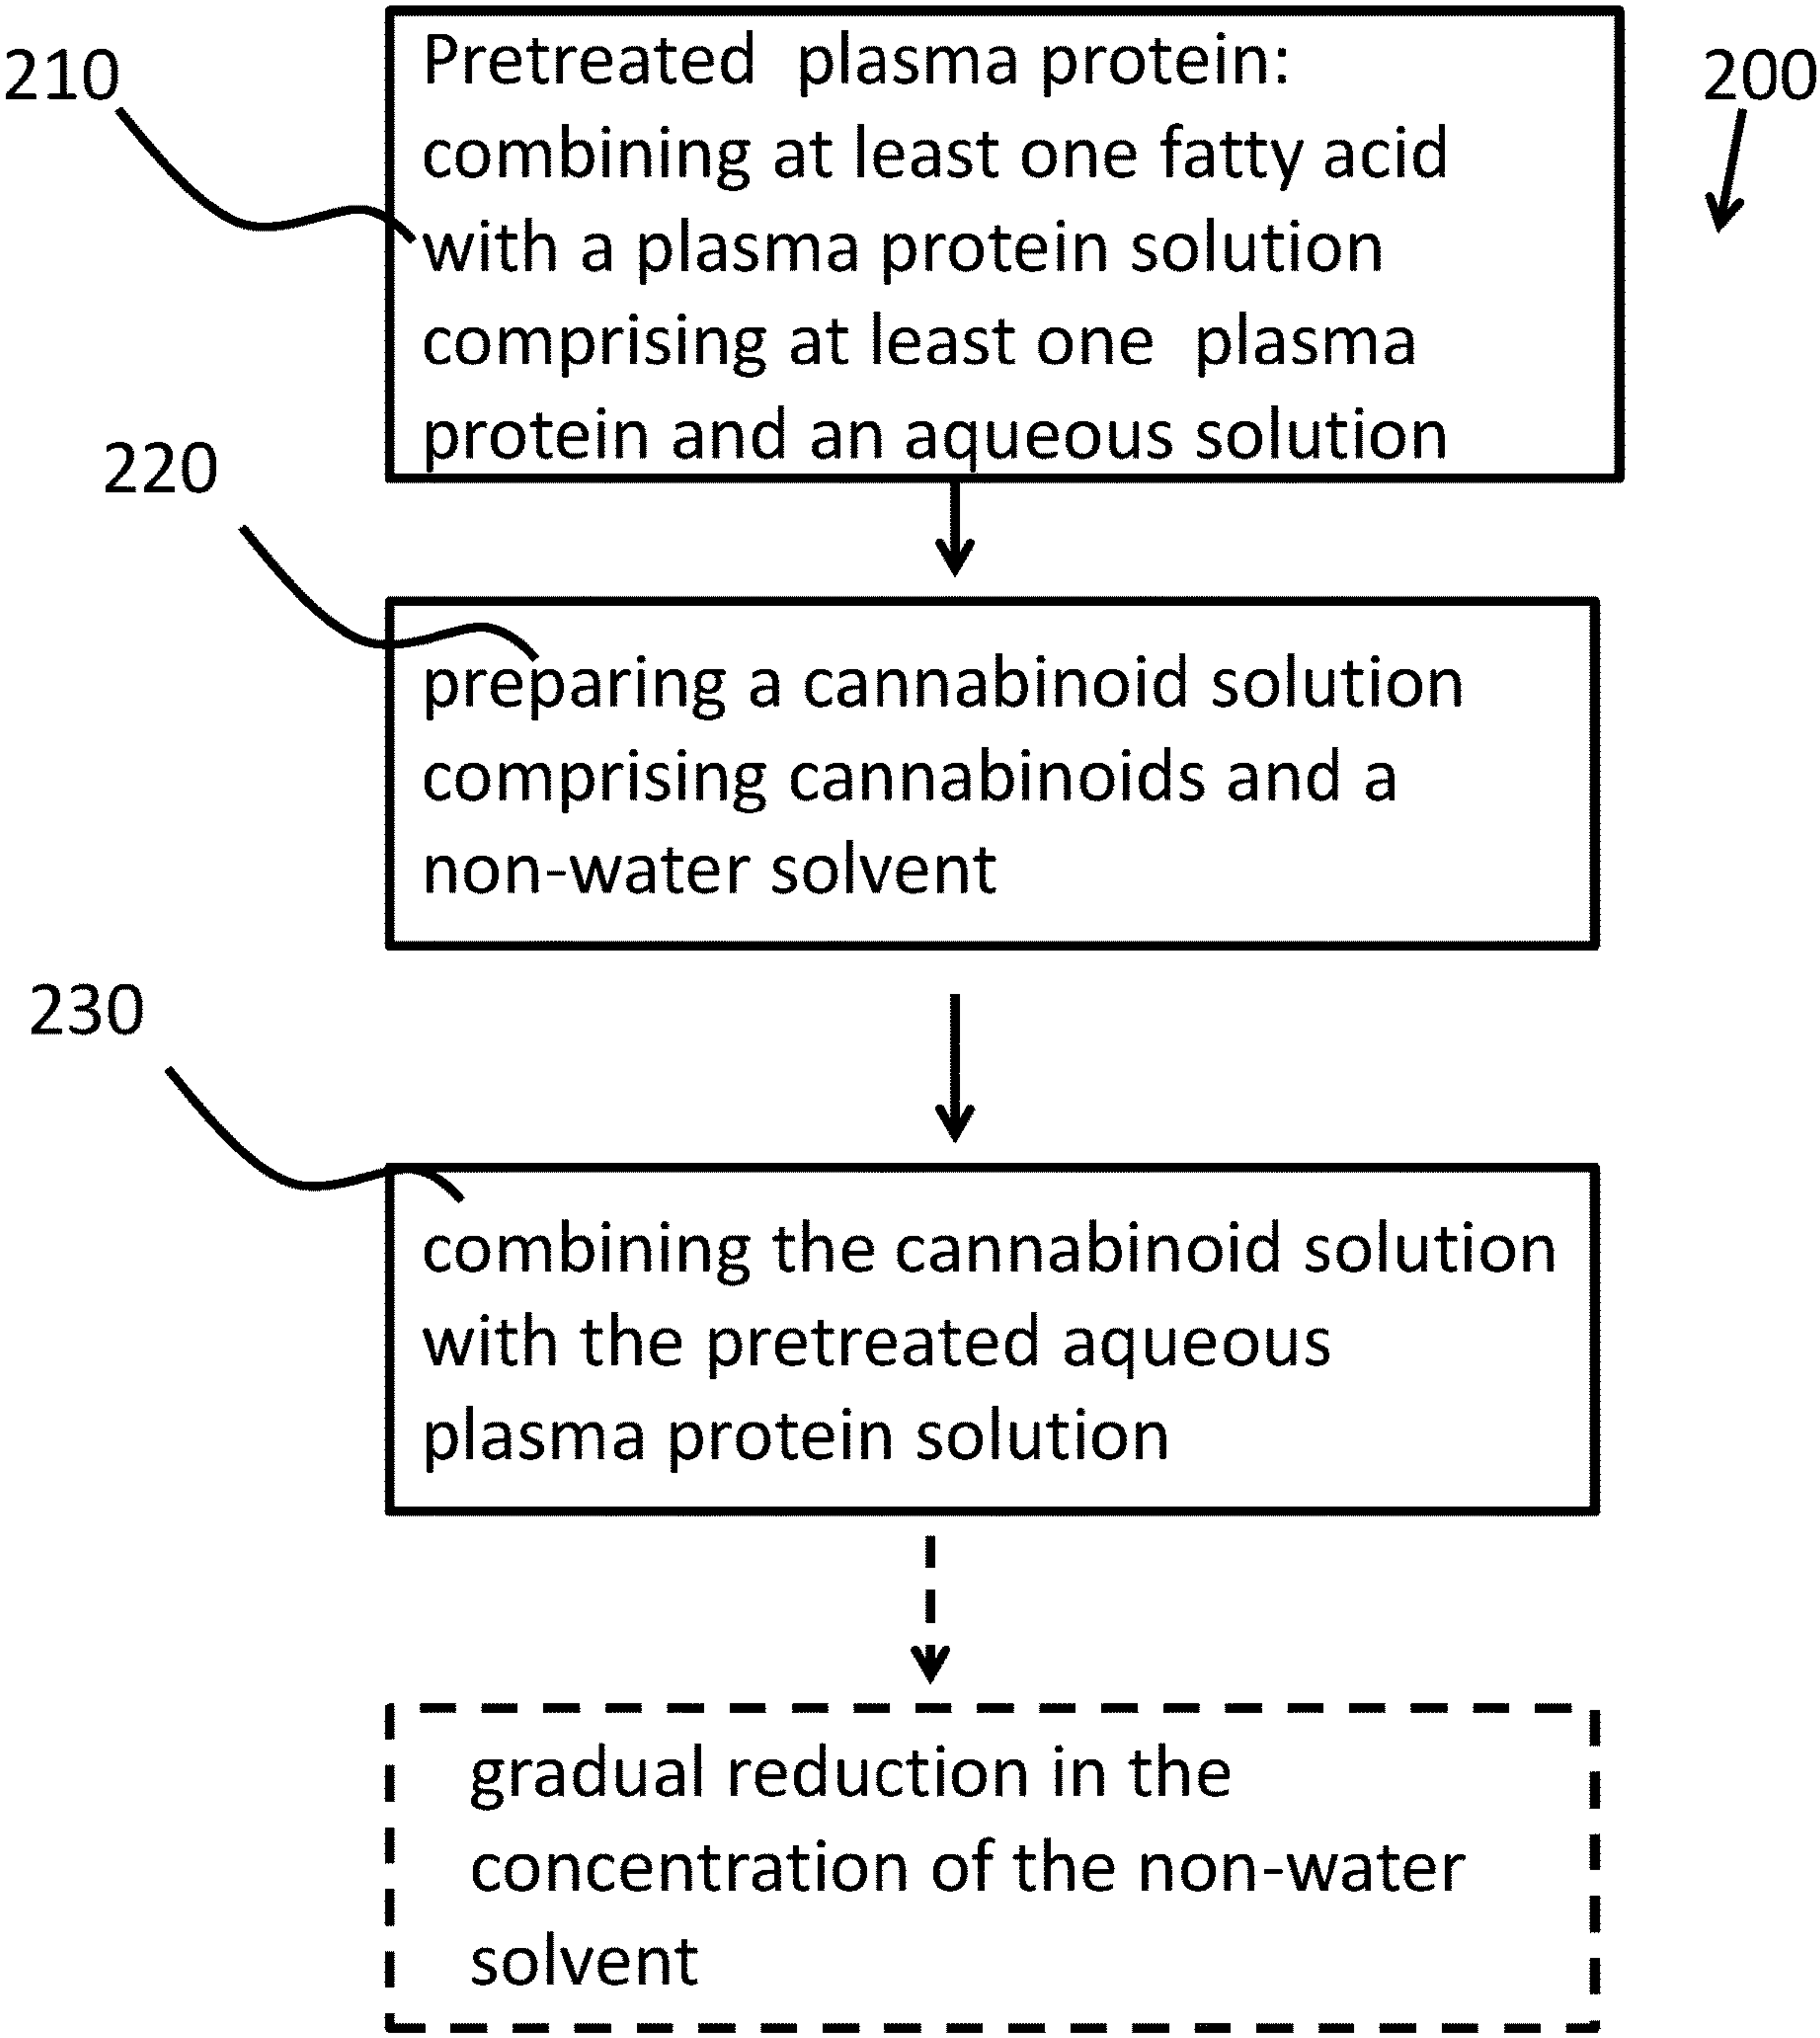 210
200
Pretreated plasma protein:
combining at least one fatty acid
with a plasma protein solution
comprising at least one plasma
protein and an aqueous solution
220
preparing a cannabinoid solution
comprising cannabinoids and a
non-water solvent
230
combining the cannabinoid solution
with the pretreated aqueous
plasma protein solution
gradual reduction in the
concentration of the non-water
solvent